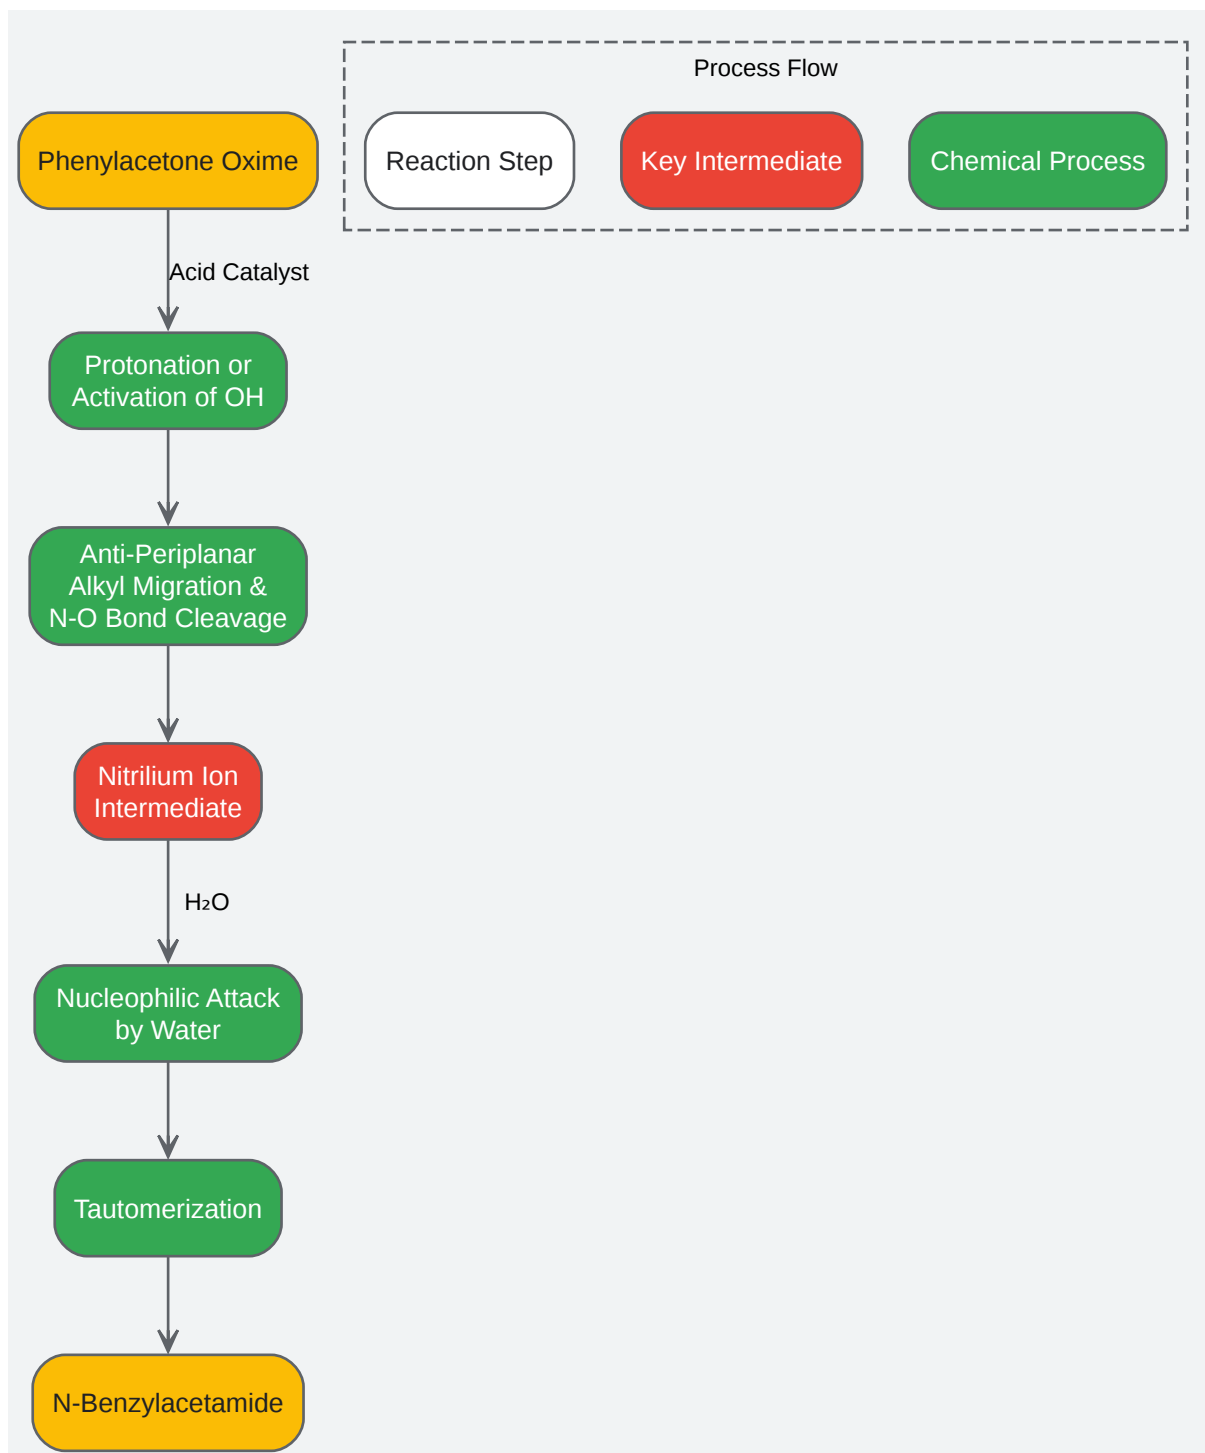 Process Flow
Phenylacetone Oxime
Reaction Step
Key Intermediate
Chemical Process
Acid Catalyst
Protonation or
Activation of OH
Anti-Periplanar
Alkyl Migration &
N-O Bond Cleavage
Nitrilium Ion
Intermediate
H₂O
Nucleophilic Attack
by Water
Tautomerization
N-Benzylacetamide